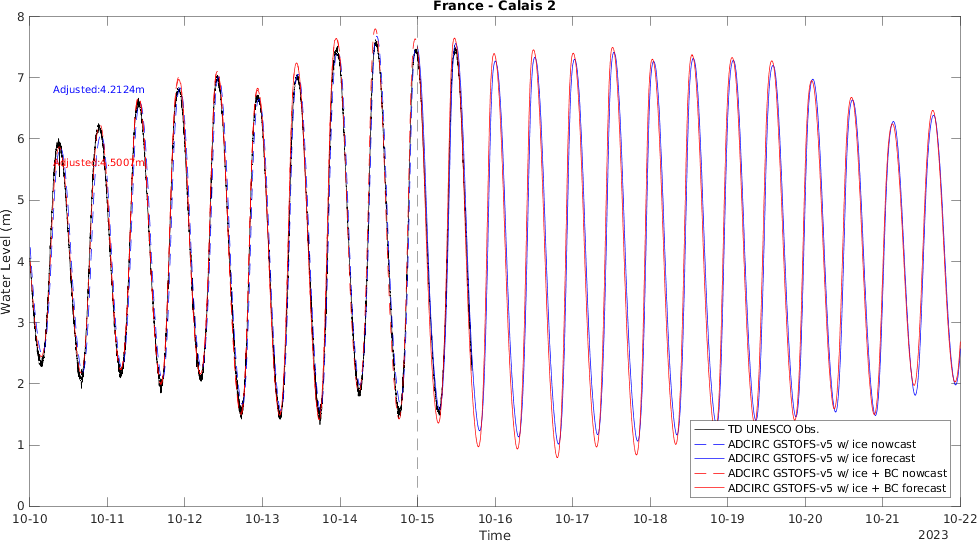 France - Calais 2
8
7
6
5
4
3
2
1
0
Water Level (m)
Adjusted:4.2124m
Adjusted:4.5007m
TD UNESCO Obs.
ADCIRC GSTOFS-v5 w/ ice nowcast
ADCIRC GSTOFS-v5 w/ ice forecast
ADCIRC GSTOFS-v5 w/ ice + BC nowcast
ADCIRC GSTOFS-v5 w/ ice + BC forecast
10-10 10-11 10-12 10-13 10-14 10-15 10-16 10-17 10-18 10-19 10-20 10-21 10-22
Time
2023